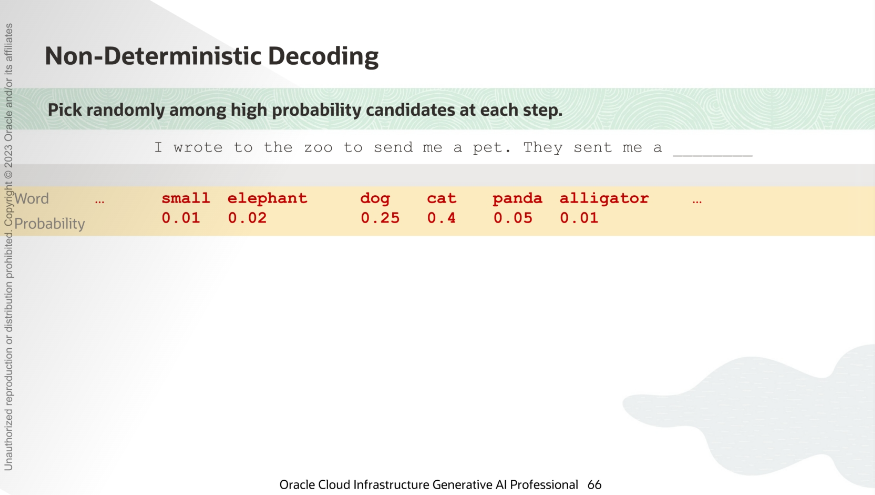 Non-Deterministic Decoding
Pick randomly among high probability candidates at each step.
I wrote to the zoo to send me a pet. They sent me a ________
Word ... small elephant dog cat panda alligator ...
Probability 0.01 0.02 0.25 0.4 0.05 0.01
Unauthorized reproduction or distribution prohibited. Copyright © 2023 Oracle and/or its affiliates
Oracle Cloud Infrastructure Generative AI Professional 66